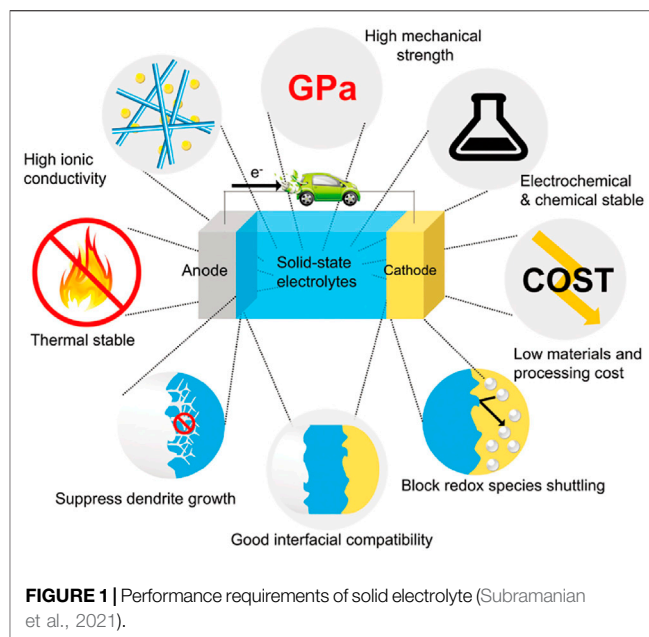 High mechanical
strength
GPa
High ionic
conductivity
e-
Electrochemical
& chemical stable
Anode
Solid-state
electrolytes
Cathode
COST
Thermal stable
Low materials and
processing cost
Suppress dendrite growth
Block redox species shuttling
Good interfacial compatibility
FIGURE 1 | Performance requirements of solid electrolyte (Subramanian
et al., 2021).